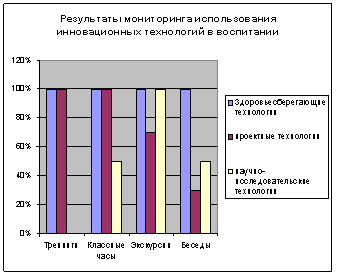 Результаты мониторинга использования
инновационных технологий в воспитании
120%
100%
80%
60%
40%
20%
0%
Тренинги
Классные часы
Экскурсии
Беседы
Здоровьесберегающие
технологии
проектные технологии
научно-
исследовательские
технологии